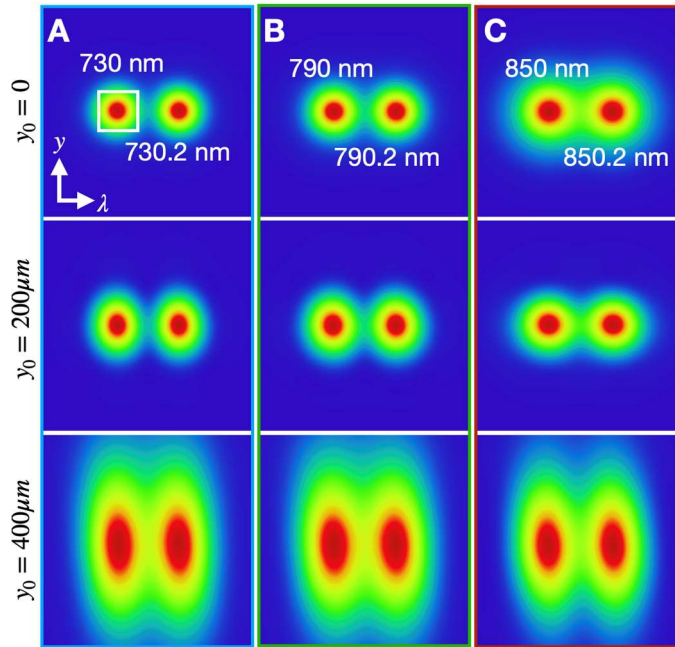 A B C
730 nm 790 nm 850 nm
730.2 nm 790.2 nm 850.2 nm
y₀ = 0
y
λ
y₀ = 200μm
y₀ = 400μm